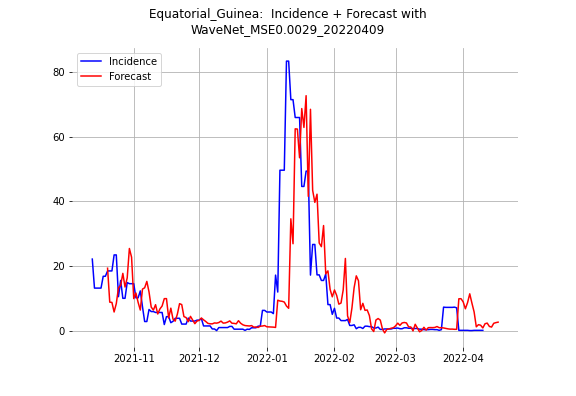 Equatorial_Guinea:  Incidence + Forecast with
WaveNet_MSE0.0029_20220409
Incidence
Forecast
80
60
40
20
0
2021-11
2021-12
2022-01
2022-02
2022-03
2022-04